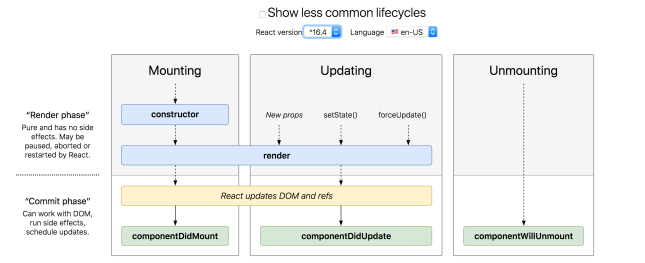 Show less common lifecycles
React version ^16.4 Language 🇺🇸 en-US
Mounting
Updating
Unmounting
"Render phase"
Pure and has no side
effects. May be
paused, aborted or
restarted by React.
constructor
New props
setState()
forceUpdate()
render
"Commit phase"
Can work with DOM,
run side effects,
schedule updates.
React updates DOM and refs
componentDidMount
componentDidUpdate
componentWillUnmount